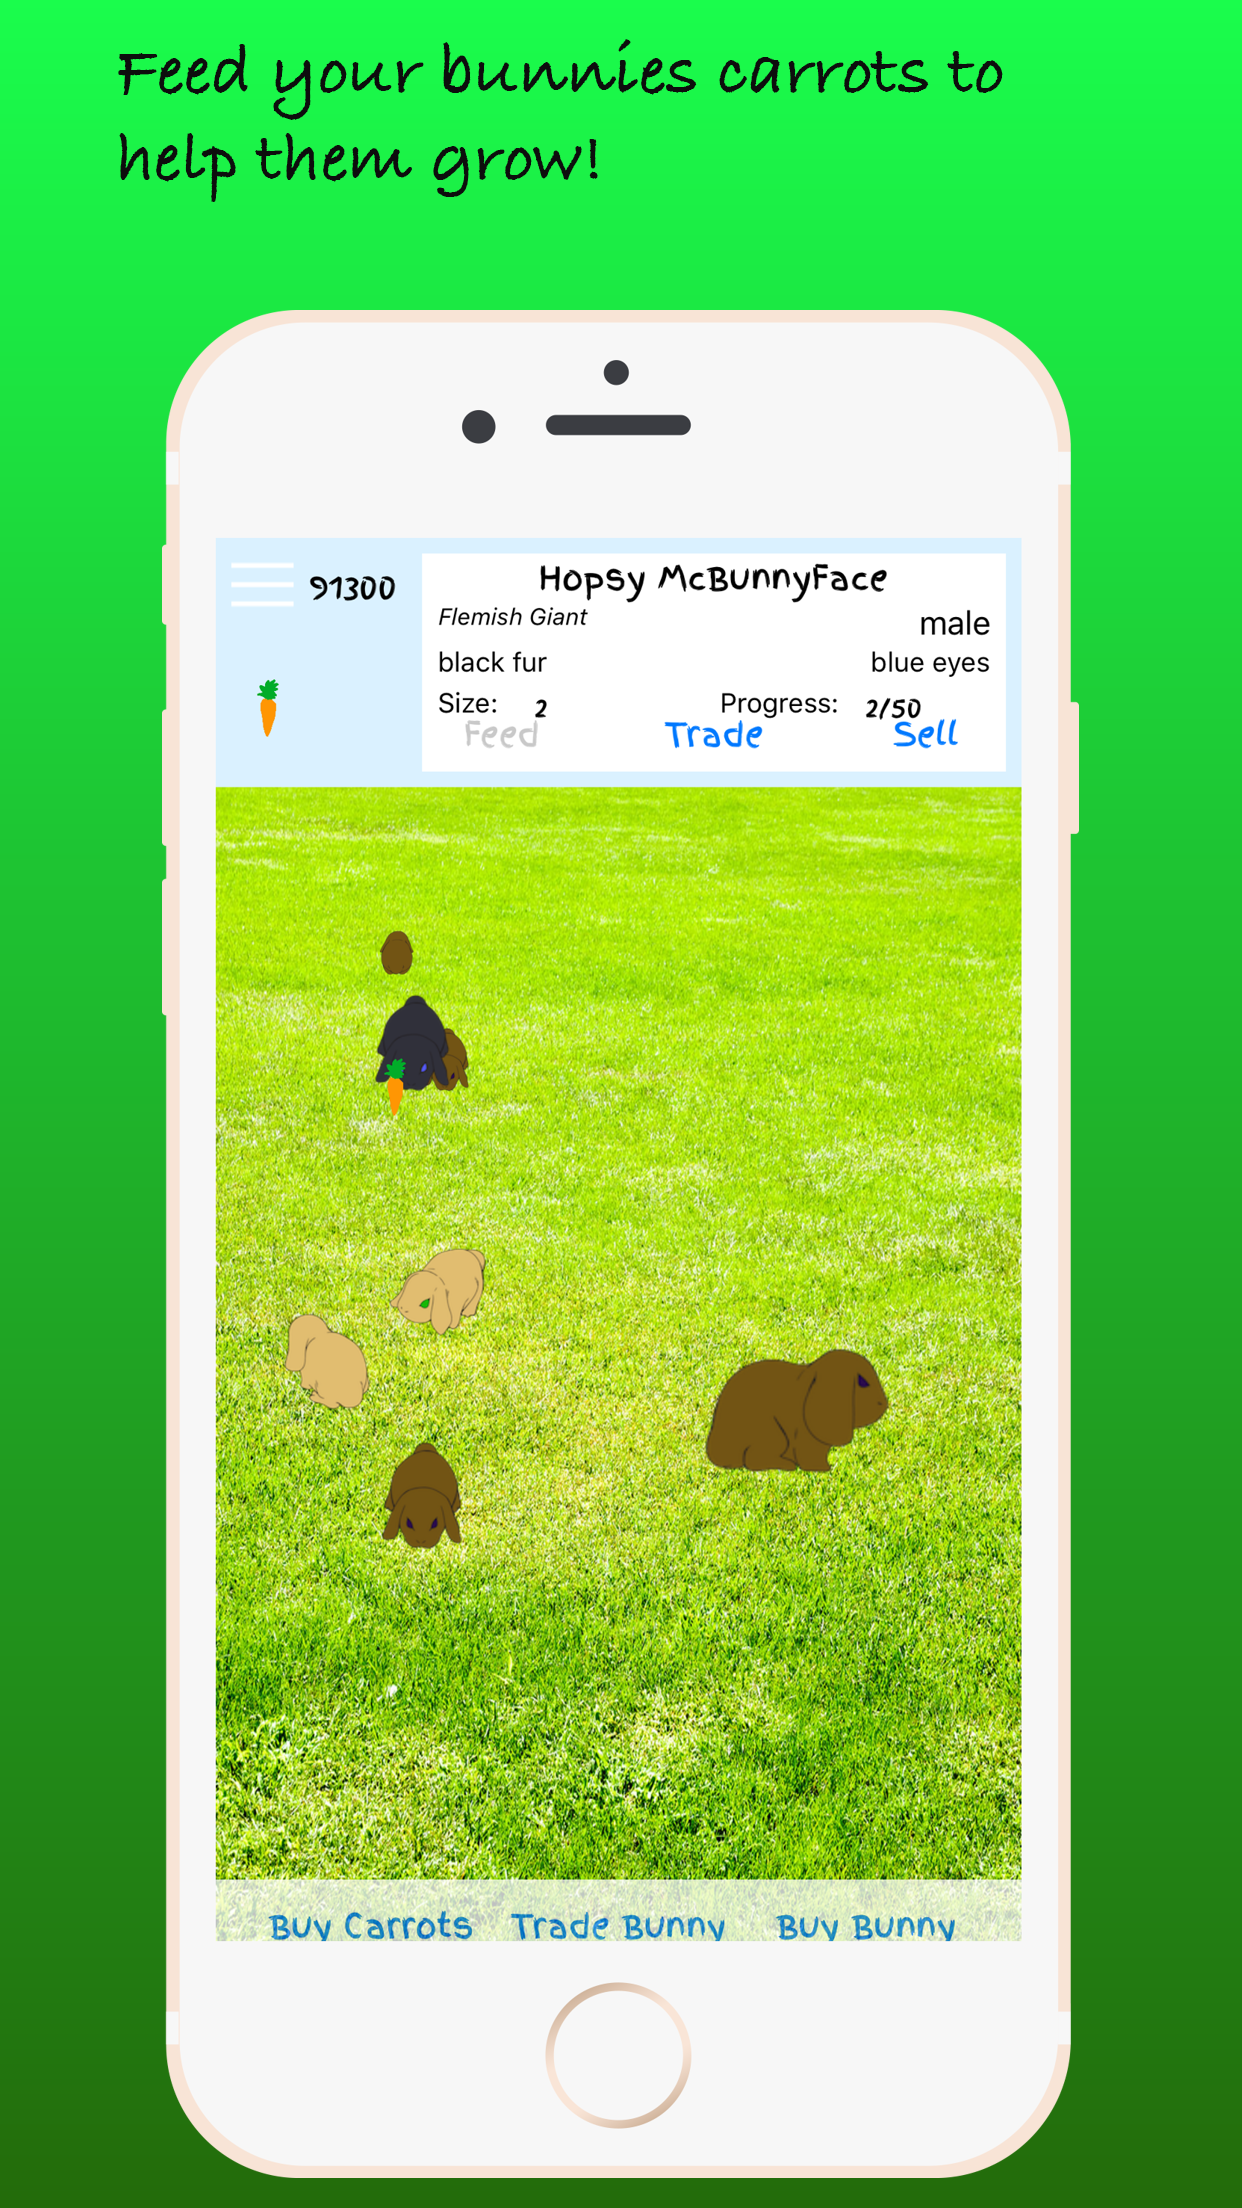 Feed your bunnies carrots to
help them grow!
91300
Hopsy McBunnyFace
Flemish Giant
male
black fur
blue eyes
Size: 2
Progress: 2/50
Feed
Trade
Sell
Buy Carrots
Trade Bunny
Buy Bunny